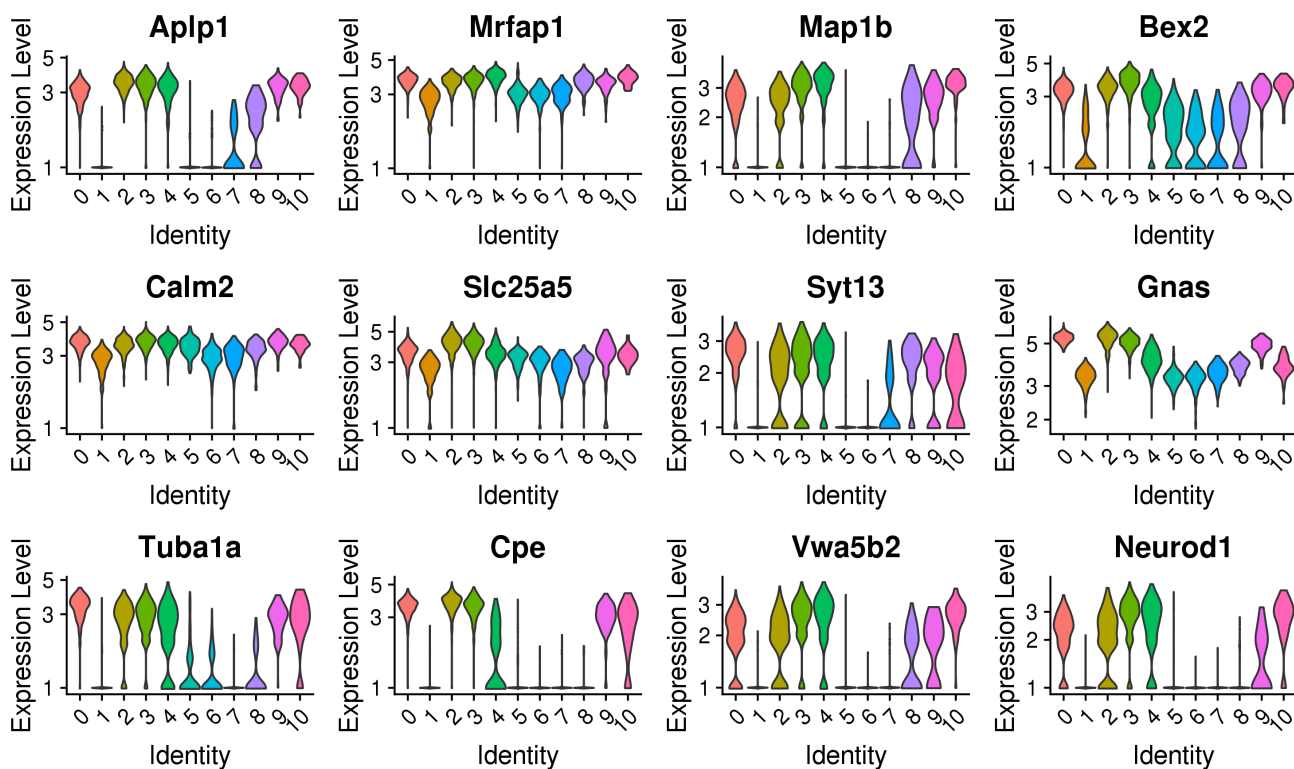 Aplp1 Mrfap1 Map1b Bex2
Expression Level 5 3 1 Expression Level 5 3 1 Expression Level 3 2 1 Expression Level 5 3 1
0 1 2 3 4 5 6 7 8 9 10 0 1 2 3 4 5 6 7 8 9 10 0 1 2 3 4 5 6 7 8 9 10 0 1 2 3 4 5 6 7 8 9 10
Identity Identity Identity Identity
Calm2 Slc25a5 Syt13 Gnas
Expression Level 5 3 1 Expression Level 5 3 1 Expression Level 3 2 1 Expression Level 5 3 2
0 1 2 3 4 5 6 7 8 9 10 0 1 2 3 4 5 6 7 8 9 10 0 1 2 3 4 5 6 7 8 9 10 0 1 2 3 4 5 6 7 8 9 10
Identity Identity Identity Identity
Tuba1a Cpe Vwa5b2 Neurod1
Expression Level 5 3 1 Expression Level 5 3 1 Expression Level 3 2 1 Expression Level 3 2 1
0 1 2 3 4 5 6 7 8 9 10 0 1 2 3 4 5 6 7 8 9 10 0 1 2 3 4 5 6 7 8 9 10 0 1 2 3 4 5 6 7 8 9 10
Identity Identity Identity Identity